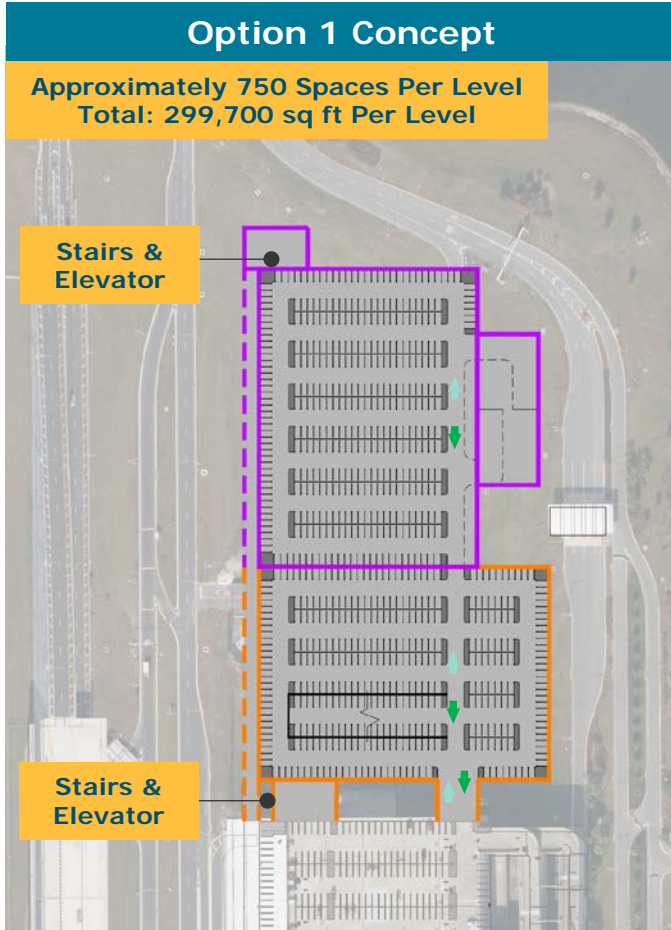 Option 1 Concept
Approximately 750 Spaces Per Level
Total: 299,700 sq ft Per Level
Stairs &
Elevator
Stairs &
Elevator